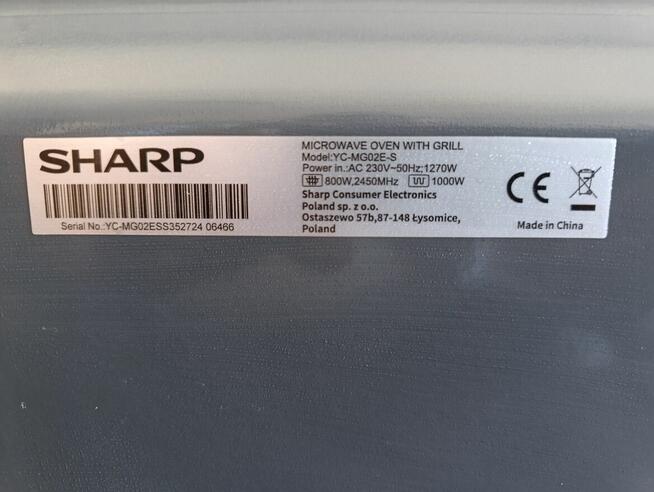 SHARP
Serial No.:YC-MG02ESS352724 06466
MICROWAVE OVEN WITH GRILL
Model:YC-MG02E-S
Power in.:AC 230V~50Hz;1270W
800W,2450MHz 1000W
Sharp Consumer Electronics
Poland sp. z o.o.
Ostaszewo 57b,87-148 Łysomice,
Poland
CE
Made in China